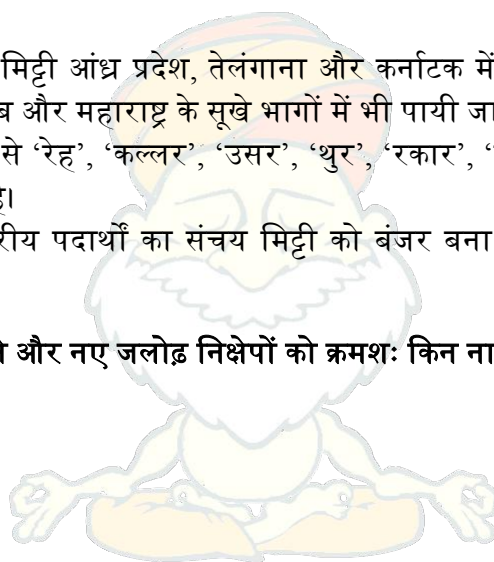 मिट्टी आंध्र प्रदेश, तेलंगाना और कर्नाटक में
और महाराष्ट्र के सूखे भागों में भी पायी जा
से ‘रेह’, ‘कल्लर’, ‘उसर’, ‘थुर’, ‘रकार’, ‘
रीय पदार्थों का संचय मिट्टी को बंजर बना
और नए जलोढ़ निक्षेपों को क्रमशः किन ना